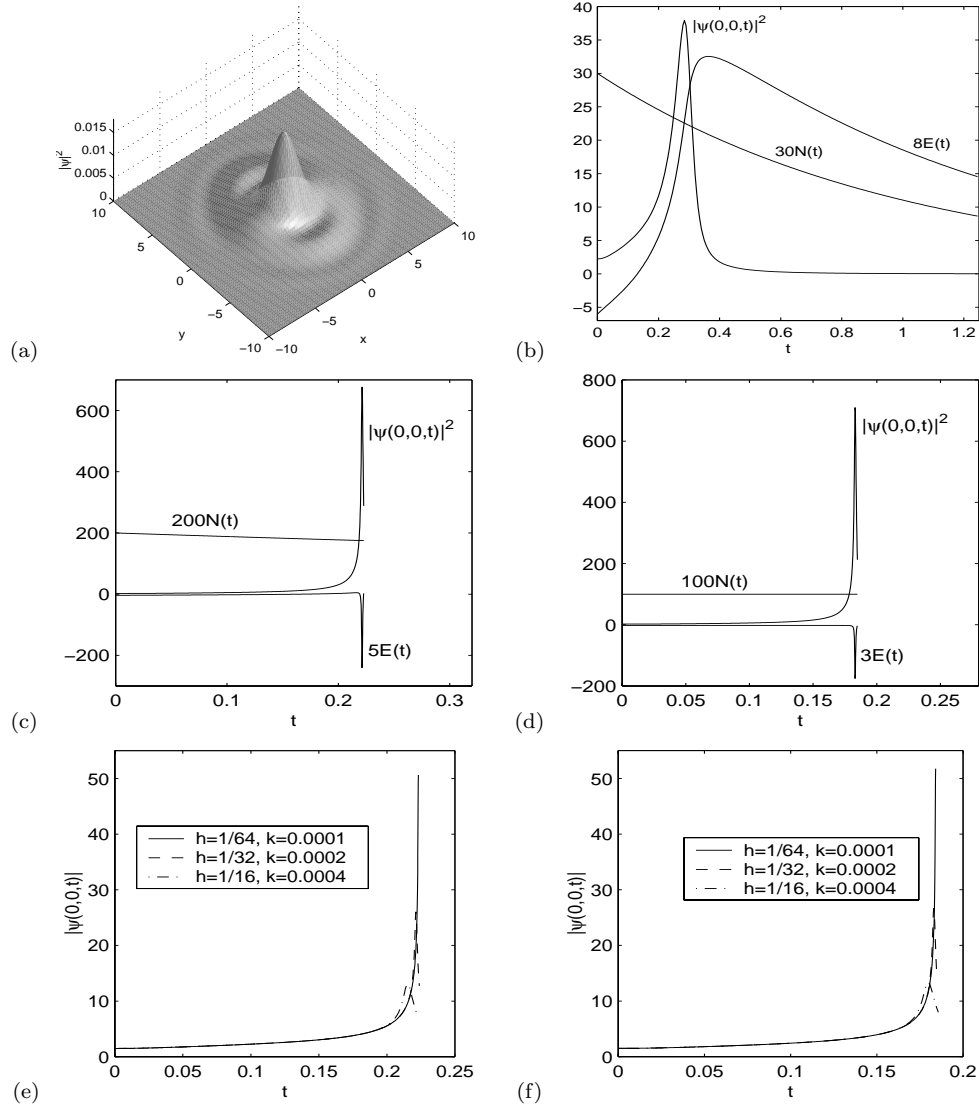 |ψ|²
0.015
0.01
0.005
0
10
5
0
−5
−10
y
−10
−5
0
5
10
x
(a)
40
35
30
25
20
15
10
5
0
−5
|ψ(0,0,t)|²
8E(t)
30N(t)
0
0.2
0.4
0.6
0.8
1
1.2
t
(b)
600
400
200
0
−200
|ψ(0,0,t)|²
200N(t)
5E(t)
0
0.1
0.2
0.3
t
(c)
800
600
400
200
0
−200
|ψ(0,0,t)|²
100N(t)
3E(t)
0
0.05
0.1
0.15
0.2
0.25
t
(d)
|ψ(0,0,t)|
50
40
30
20
10
0
h=1/64, k=0.0001
h=1/32, k=0.0002
h=1/16, k=0.0004
0
0.05
0.1
0.15
0.2
0.25
t
(e)
|ψ(0,0,t)|
50
40
30
20
10
0
h=1/64, k=0.0001
h=1/32, k=0.0002
h=1/16, k=0.0004
0
0.05
0.1
0.15
0.2
t
(f)